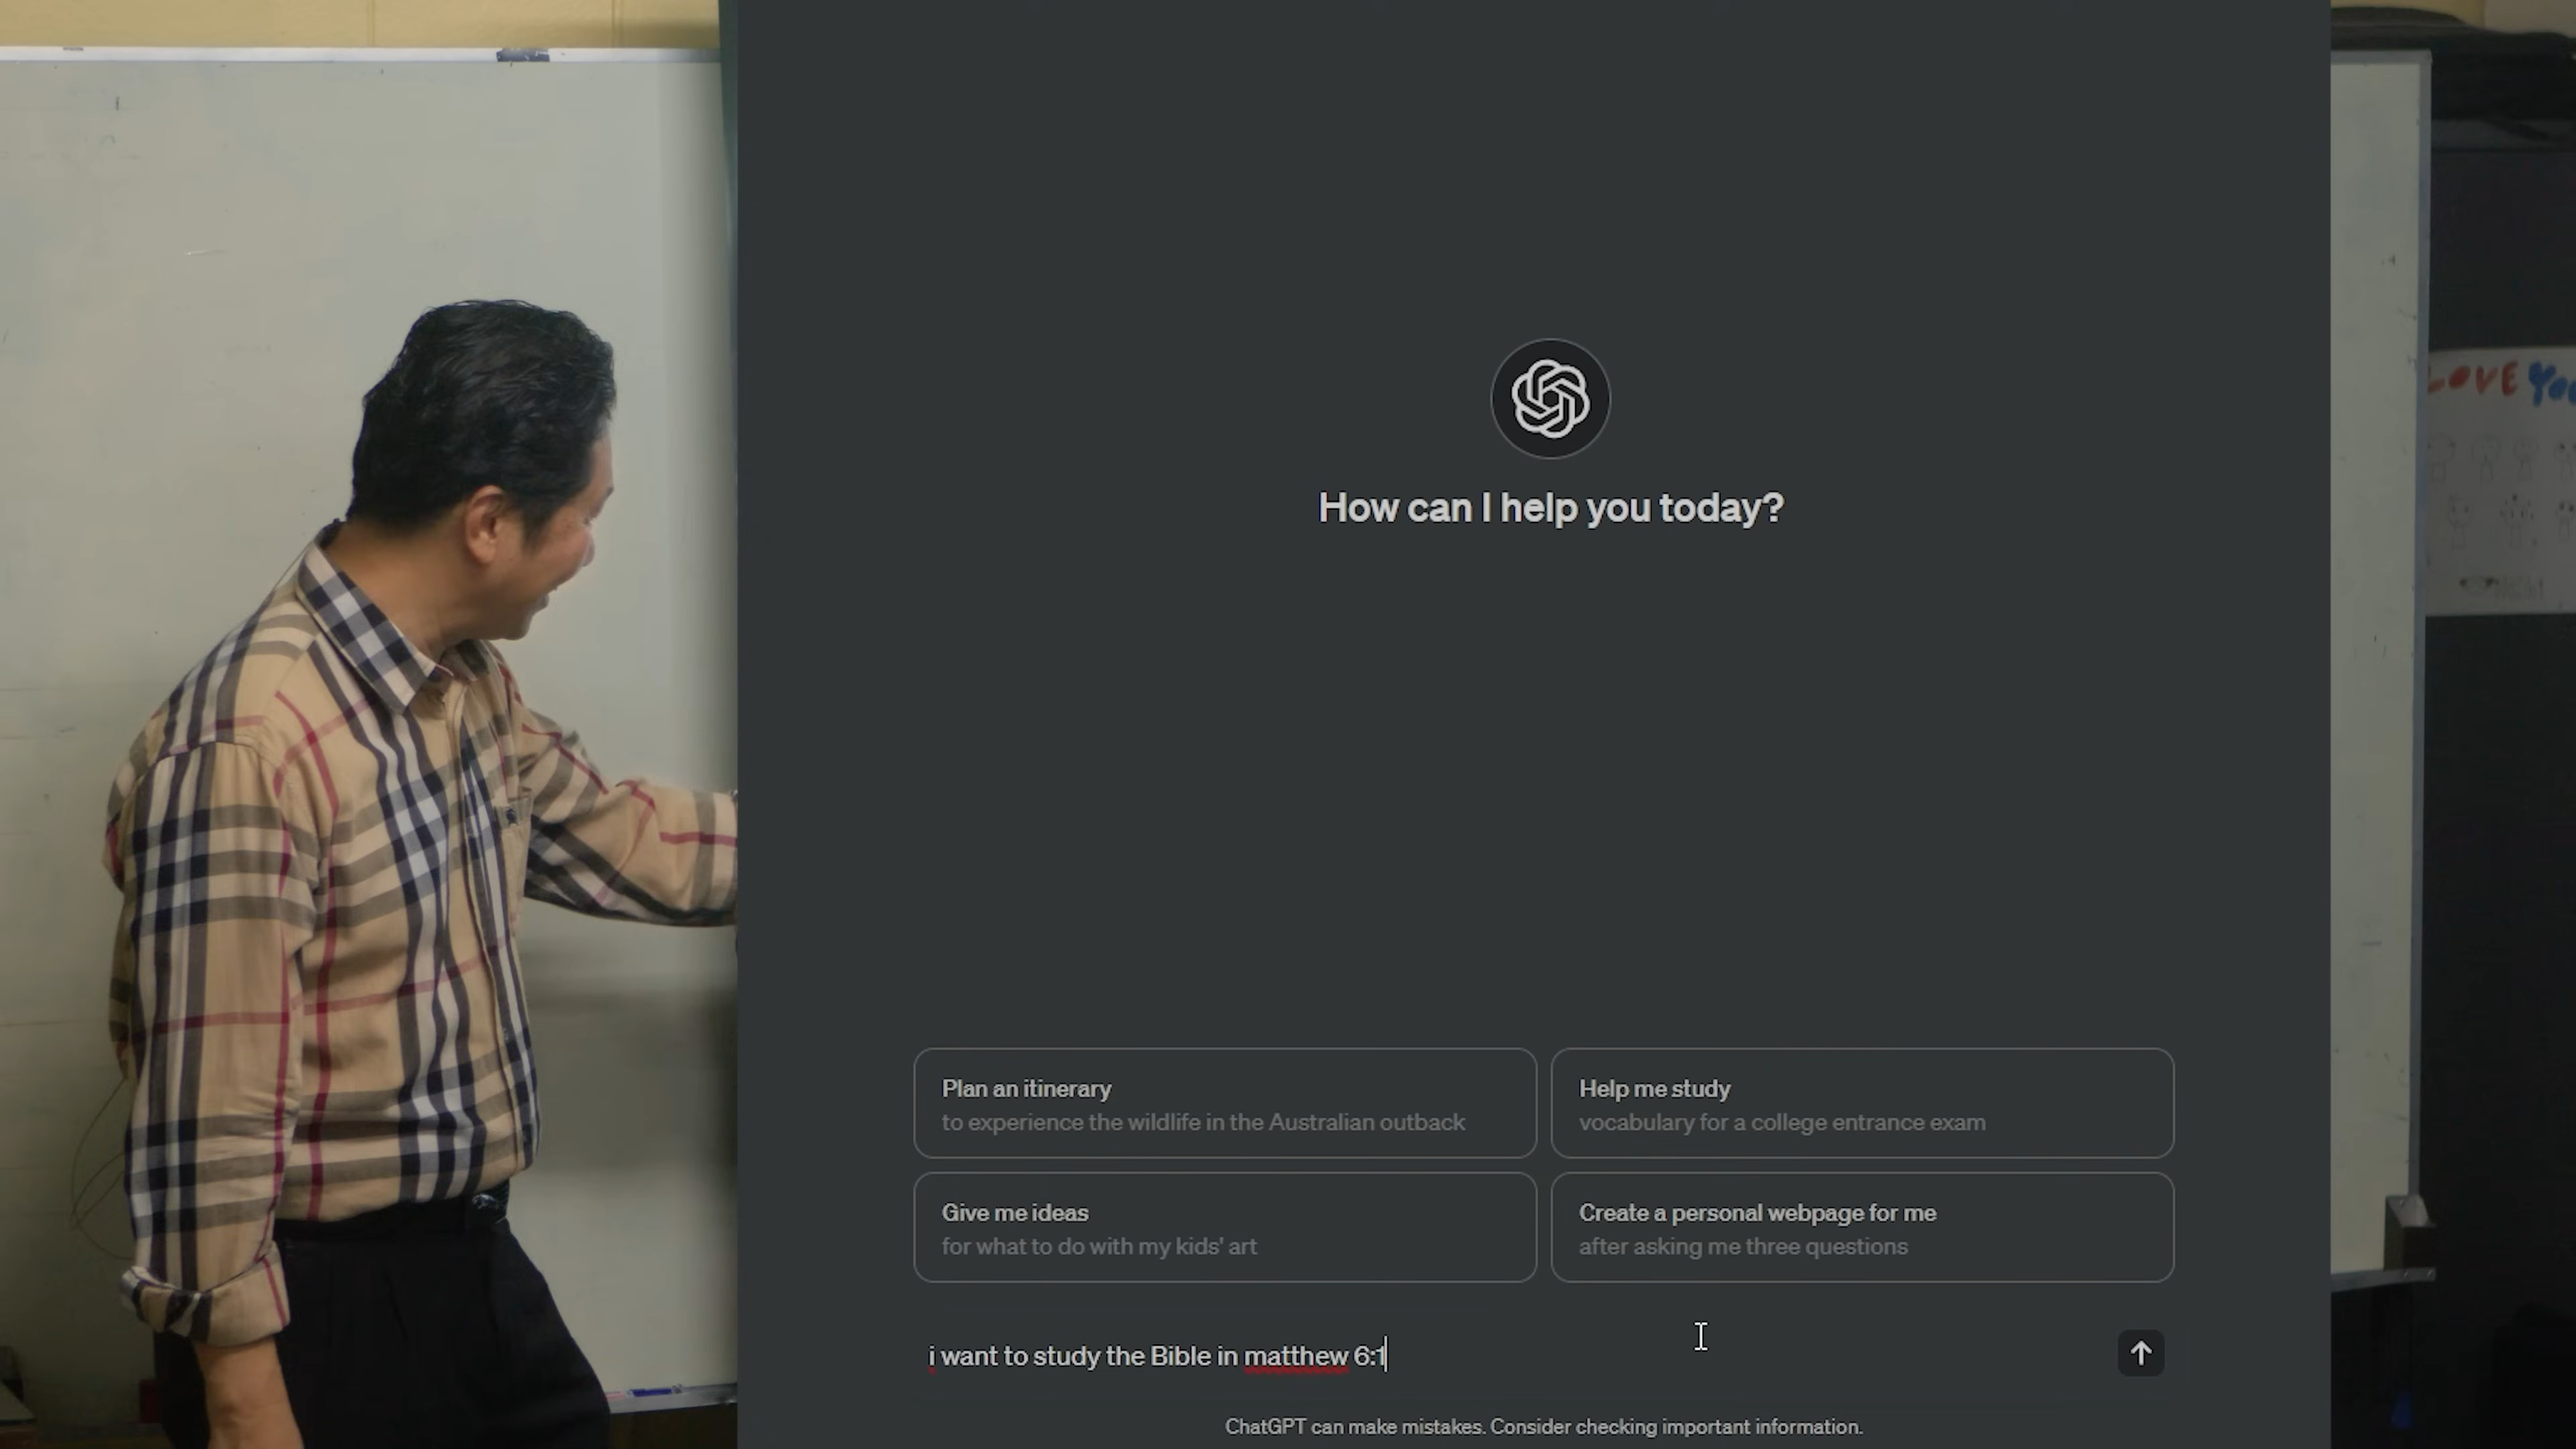 How can I help you today?
Plan an itinerary
to experience the wildlife in the Australian outback
Help me study
vocabulary for a college entrance exam
Give me ideas
for what to do with my kids' art
Create a personal webpage for me
after asking me three questions
i want to study the Bible in matthew 6:1
ChatGPT can make mistakes. Consider checking important information.
LOVE YOU